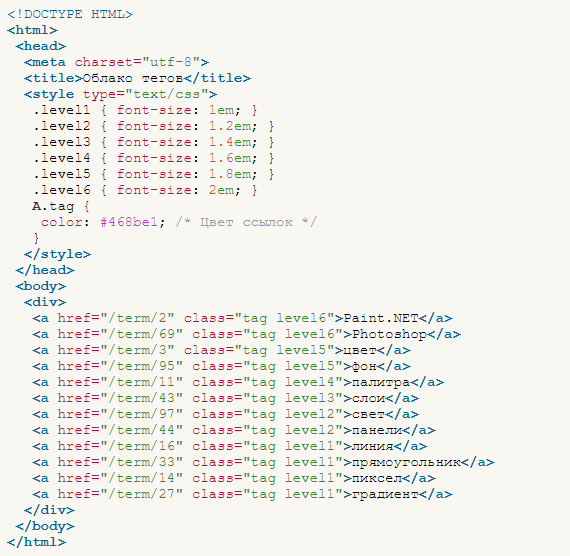 <!DOCTYPE HTML>
<html>
<head>
<meta charset="utf-8">
<title>Облако тегов</title>
<style type="text/css">
.level1 { font-size: 1em; }
.level2 { font-size: 1.2em; }
.level3 { font-size: 1.4em; }
.level4 { font-size: 1.6em; }
.level5 { font-size: 1.8em; }
.level6 { font-size: 2em; }
A.tag {
color: #468be1; /* Цвет ссылок */
}
</style>
</head>
<body>
<div>
<a href="/term/2" class="tag level6">Paint.NET</a>
<a href="/term/69" class="tag level6">Photoshop</a>
<a href="/term/3" class="tag level5">цвет</a>
<a href="/term/95" class="tag level5">фон</a>
<a href="/term/11" class="tag level4">палитра</a>
<a href="/term/43" class="tag level3">слои</a>
<a href="/term/97" class="tag level2">свет</a>
<a href="/term/44" class="tag level2">панели</a>
<a href="/term/16" class="tag level1">линия</a>
<a href="/term/33" class="tag level1">прямоугольник</a>
<a href="/term/14" class="tag level1">пиксел</a>
<a href="/term/27" class="tag level1">градиент</a>
</div>
</body>
</html>